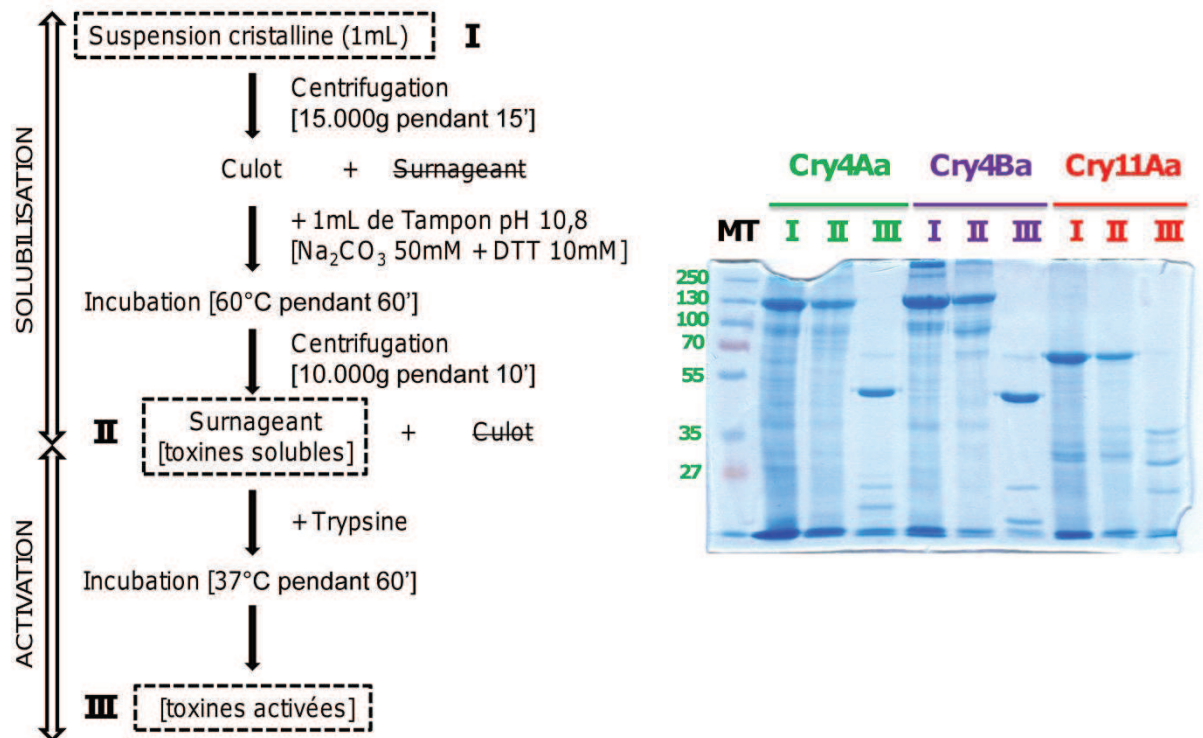 Suspension cristalline (1mL) I
Centrifugation
[15.000g pendant 15’]
Culot + Surnageant
+ 1mL de Tampon pH 10,8
[Na₂CO₃ 50mM + DTT 10mM]
Incubation [60°C pendant 60’]
Centrifugation
[10.000g pendant 10’]
II Surnageant + Culot
[toxines solubles]
+ Trypsine
Incubation [37°C pendant 60’]
III [toxines activées]
SOLUBILISATION
ACTIVATION
Cry4Aa Cry4Ba Cry11Aa
MT I II III I II III I II III
250
130
100
70
55
35
27